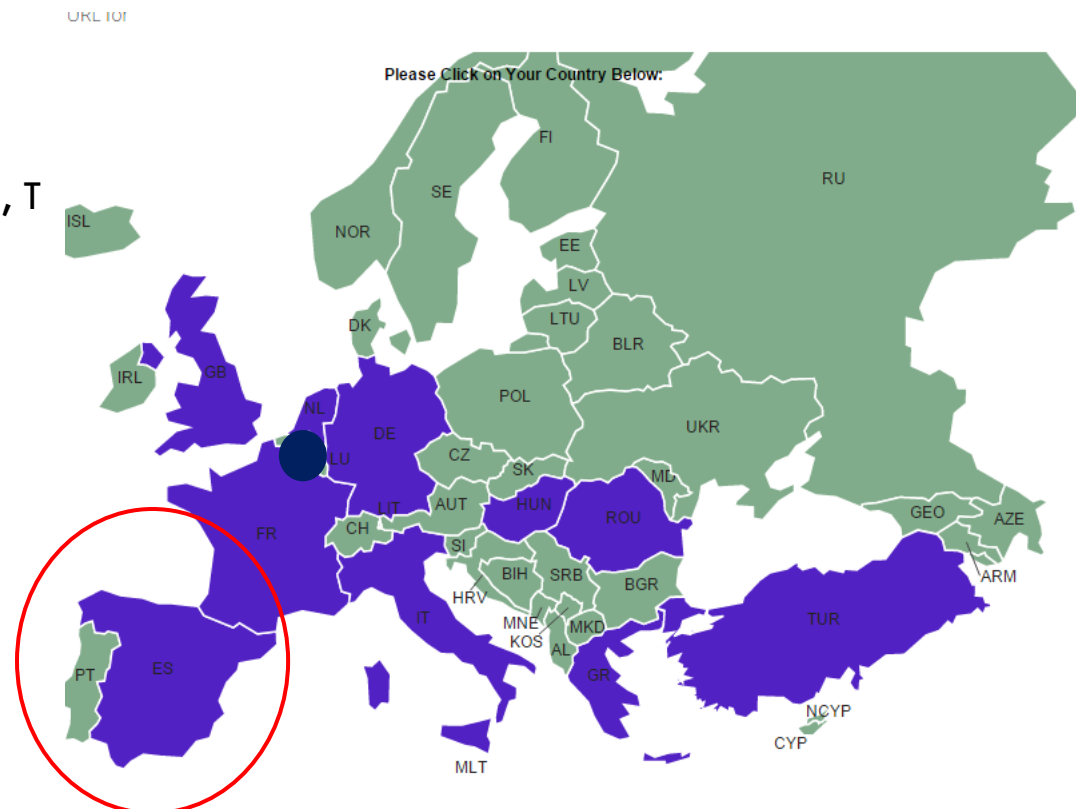 URL for
Please Click on Your Country Below:
FI
RU
, T
SE
ISL
NOR
EE
LV
LTU
DK
BLR
IRL
GB
POL
NL
UKR
DE
CZ
LU
SK
MD
LIT
AUT
HUN
ROU
GEO
AZE
CH
FR
SI
BIH
SRB
BGR
ARM
HRV
IT
MNE
KOS
MKD
TUR
AL
PT
ES
GR
NCYP
CYP
MLT